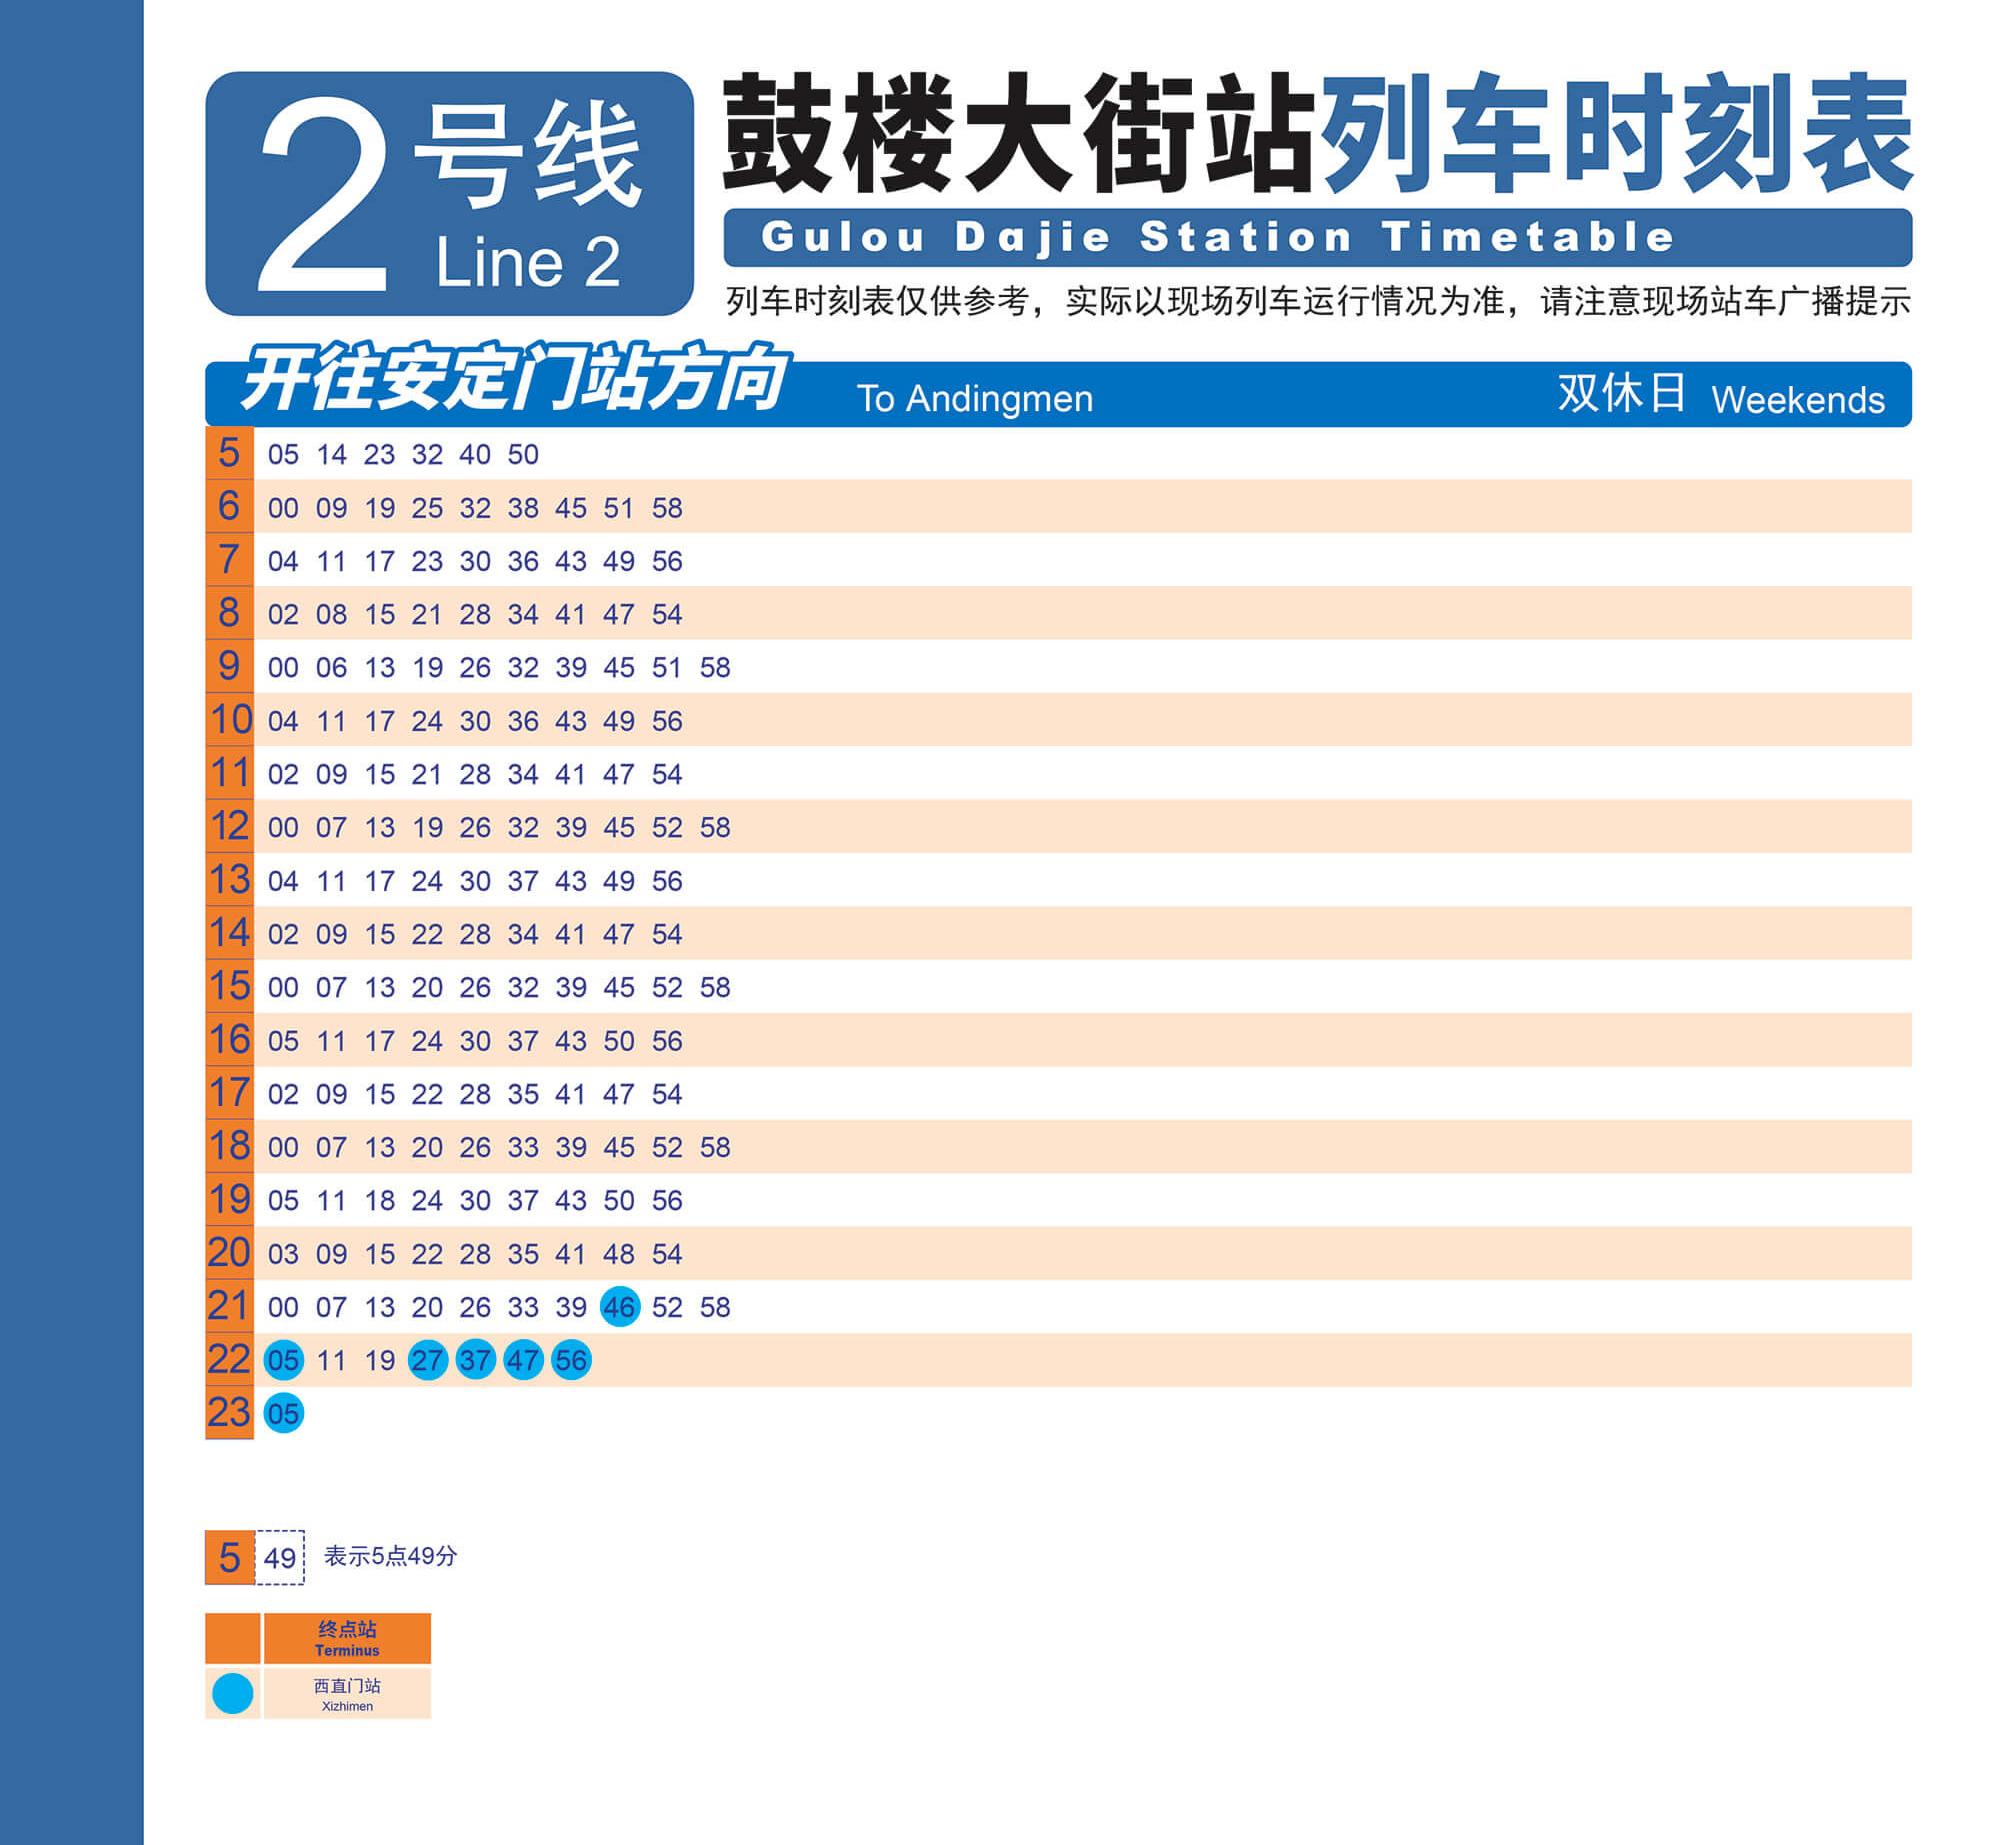 2号线
Line 2
鼓楼大街站列车时刻表
Gulou Dajie Station Timetable
列车时刻表仅供参考，实际以现场列车运行情况为准，请注意现场站车广播提示
开往安定门站方向 To Andingmen 双休日 Weekends
5 05 14 23 32 40 50
6 00 09 19 25 32 38 45 51 58
7 04 11 17 23 30 36 43 49 56
8 02 08 15 21 28 34 41 47 54
9 00 06 13 19 26 32 39 45 51 58
10 04 11 17 24 30 36 43 49 56
11 02 09 15 21 28 34 41 47 54
12 00 07 13 19 26 32 39 45 52 58
13 04 11 17 24 30 37 43 49 56
14 02 09 15 22 28 34 41 47 54
15 00 07 13 20 26 32 39 45 52 58
16 05 11 17 24 30 37 43 50 56
17 02 09 15 22 28 35 41 47 54
18 00 07 13 20 26 33 39 45 52 58
19 05 11 18 24 30 37 43 50 56
20 03 09 15 22 28 35 41 48 54
21 00 07 13 20 26 33 39 46 52 58
22 05 11 19 27 37 47 56
23 05
5 49 表示5点49分
终点站
Terminus
西直门站
Xizhimen